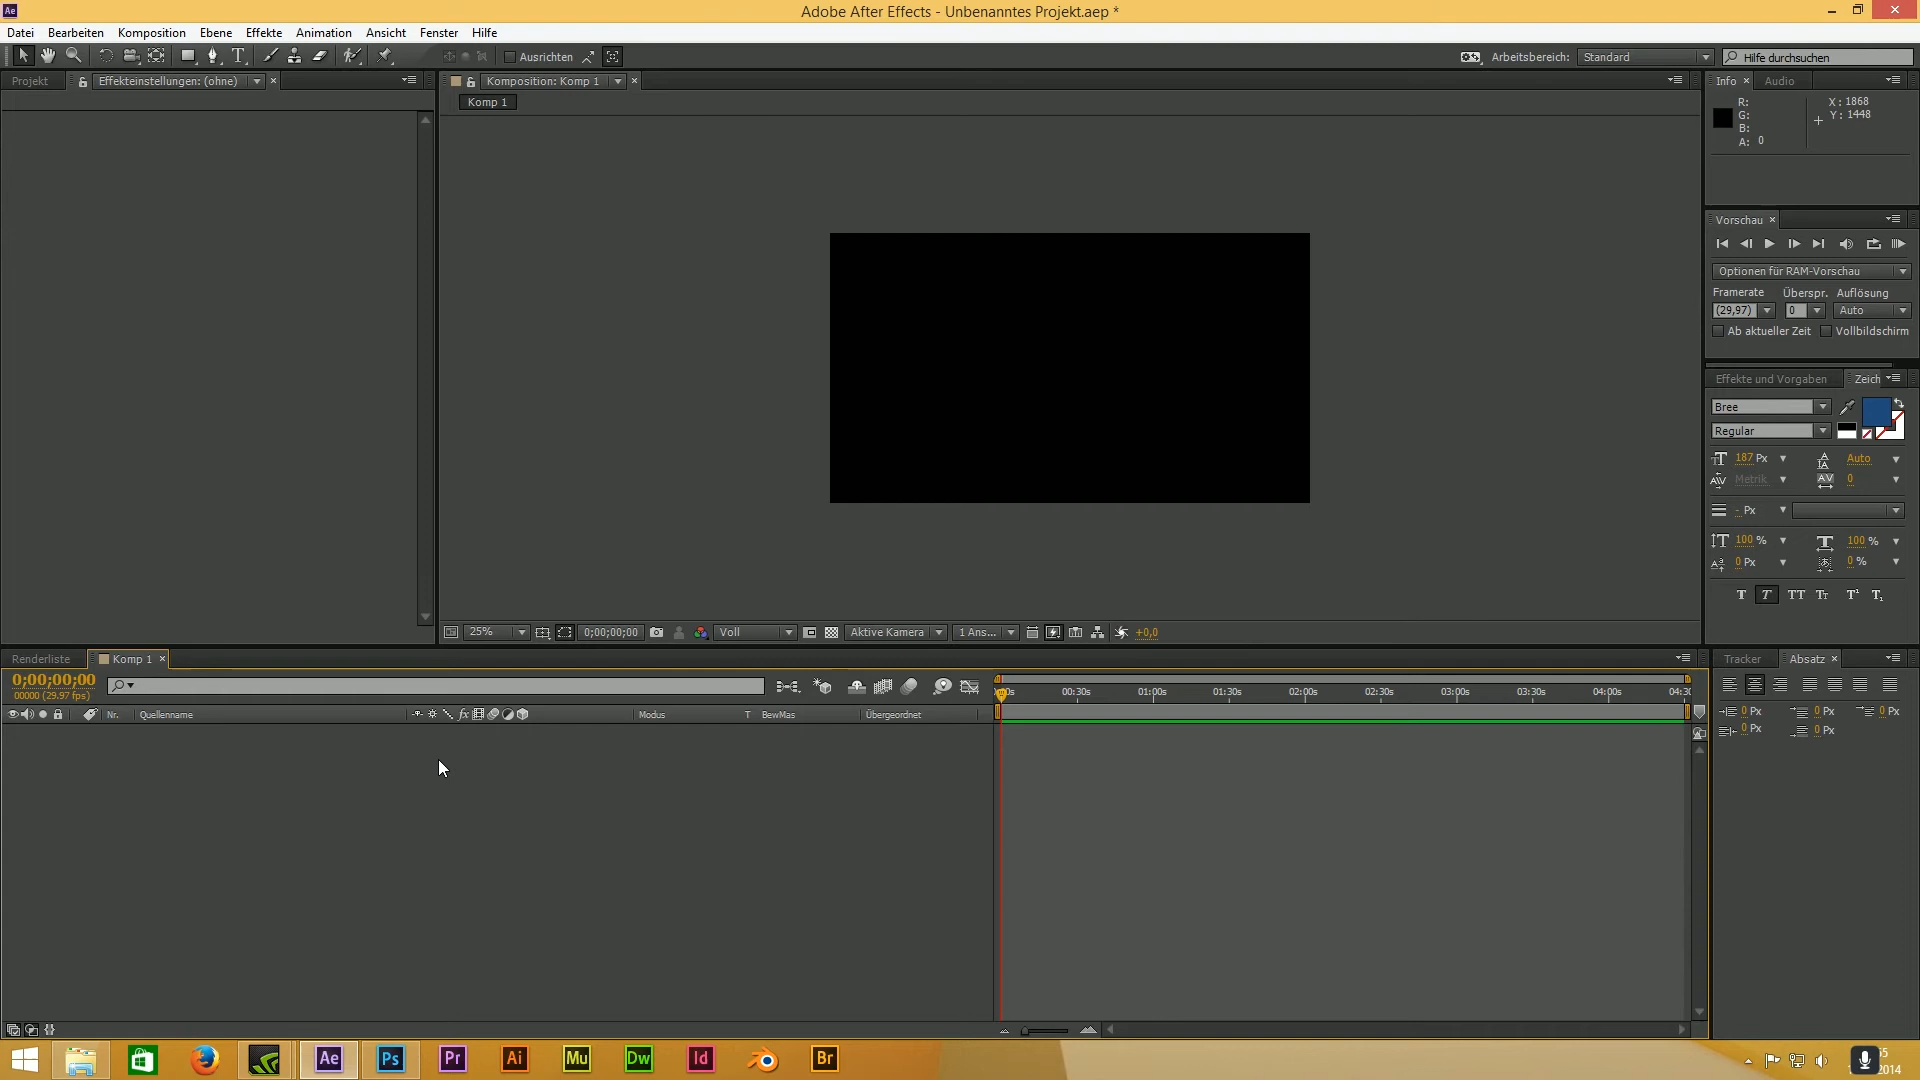 Ae
Adobe After Effects - Unbenanntes Projekt.aep *
Datei Bearbeiten Komposition Ebene Effekte Animation Ansicht Fenster Hilfe
Ausrichten
Arbeitsbereich: Standard
Hilfe durchsuchen
Projekt
Effekteinstellungen: (ohne)
Komposition: Komp 1
Komp 1
Info
Audio
R:
G:
B:
A: 0
X: 1868
Y: 1448
Vorschau
Optionen für RAM-Vorschau
Framerate Überspr. Auflösung
(29,97) 0 Auto
Ab aktueller Zeit Vollbildschirm
Effekte und Vorgaben Zeich
Bree
Regular
187 Px Auto
Metrik 0
- Px
100 % 100 %
0 Px 0 %
T T TT Tт T¹ T₁
25% 0;00;00;00 Voll Aktive Kamera 1 Ans... +0,0
Renderliste Komp 1
0;00;00;00
00000 (29.97 fps)
00:30s 01:00s 01:30s 02:00s 02:30s 03:00s 03:30s 04:00s
Nr. Quellenname fx Modus T BewMas Übergeordnet
Tracker Absatz
0 Px 0 Px 0 Px
0 Px 0 Px
Ae Ps Pr Ai Mu Dw Id Br
2014